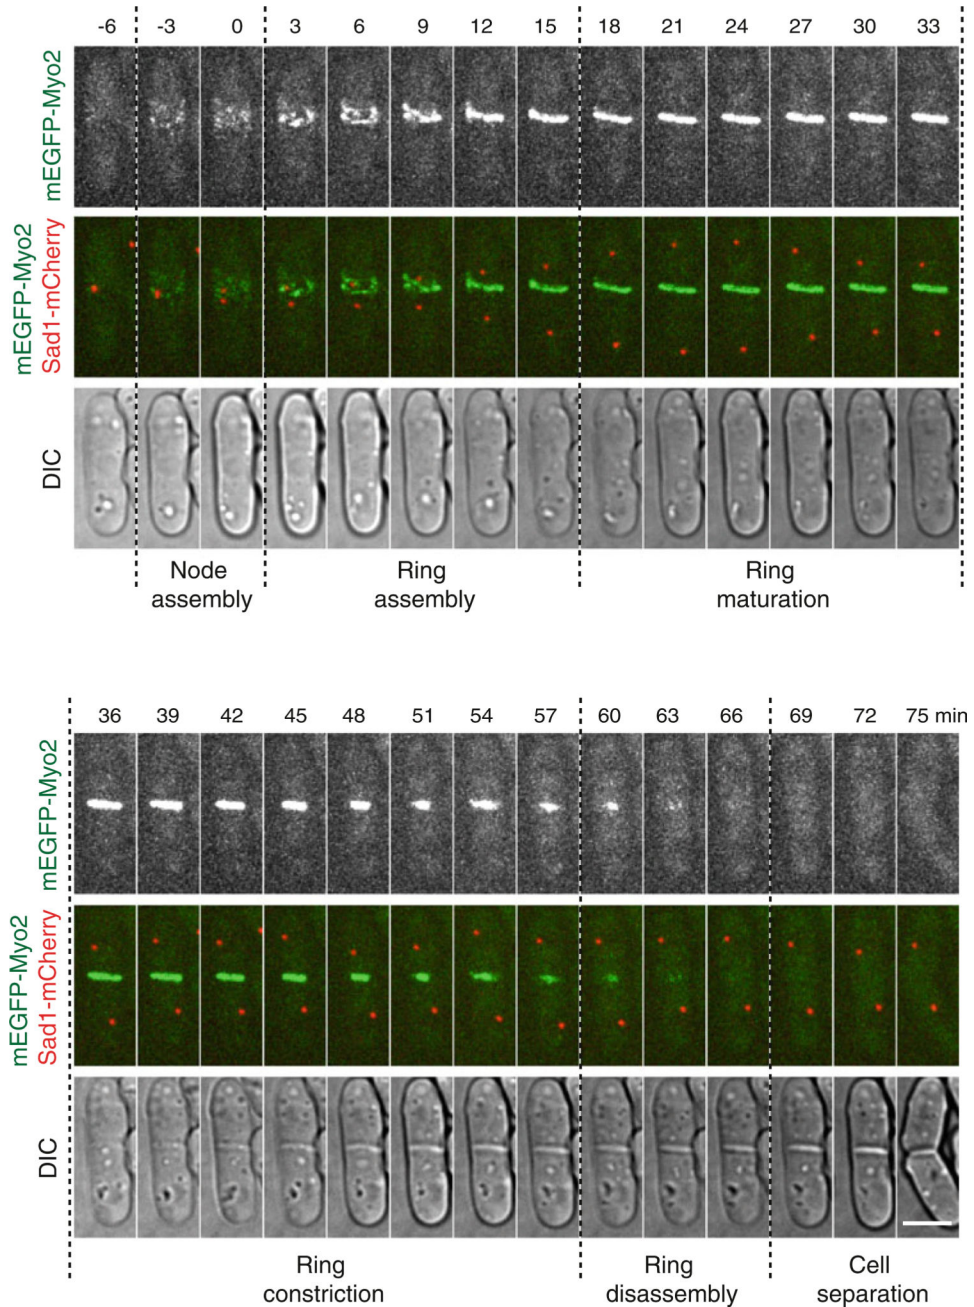 -6 -3 0 3 6 9 12 15 18 21 24 27 30 33
mEGFP-Myo2
mEGFP-Myo2
Sad1-mCherry
DIC
Node
assembly
Ring
assembly
Ring
maturation
36 39 42 45 48 51 54 57 60 63 66 69 72 75 min
mEGFP-Myo2
mEGFP-Myo2
Sad1-mCherry
DIC
Ring
constriction
Ring
disassembly
Cell
separation